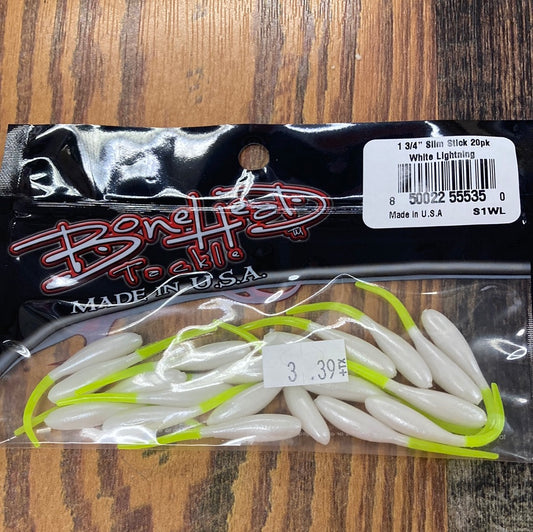 1 3/4" Slim Stick 20pk
White Lightning
8 50022 55535 0
Made in U.S.A S1WL
BoneHead
Tackle
MADE IN U.S.A.
3 .39 +TX